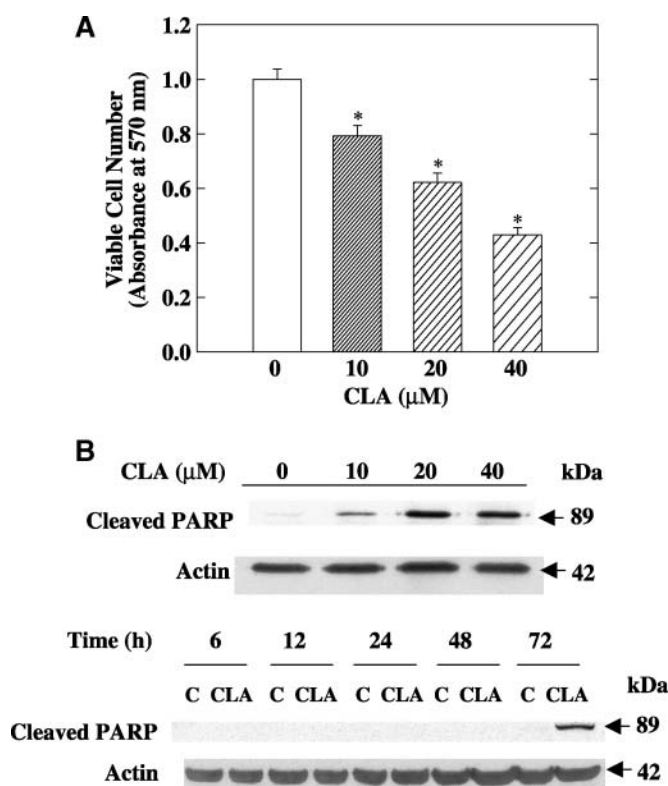 A
1.2
1.0
0.8
0.6
0.4
0.2
0.0
Viable Cell Number
(Absorbance at 570 nm)
* * *
0 10 20 40
CLA (μM)
B
CLA (μM) 0 10 20 40 kDa
Cleaved PARP 89
Actin 42
Time (h) 6 12 24 48 72
C CLA C CLA C CLA C CLA C CLA kDa
Cleaved PARP 89
Actin 42